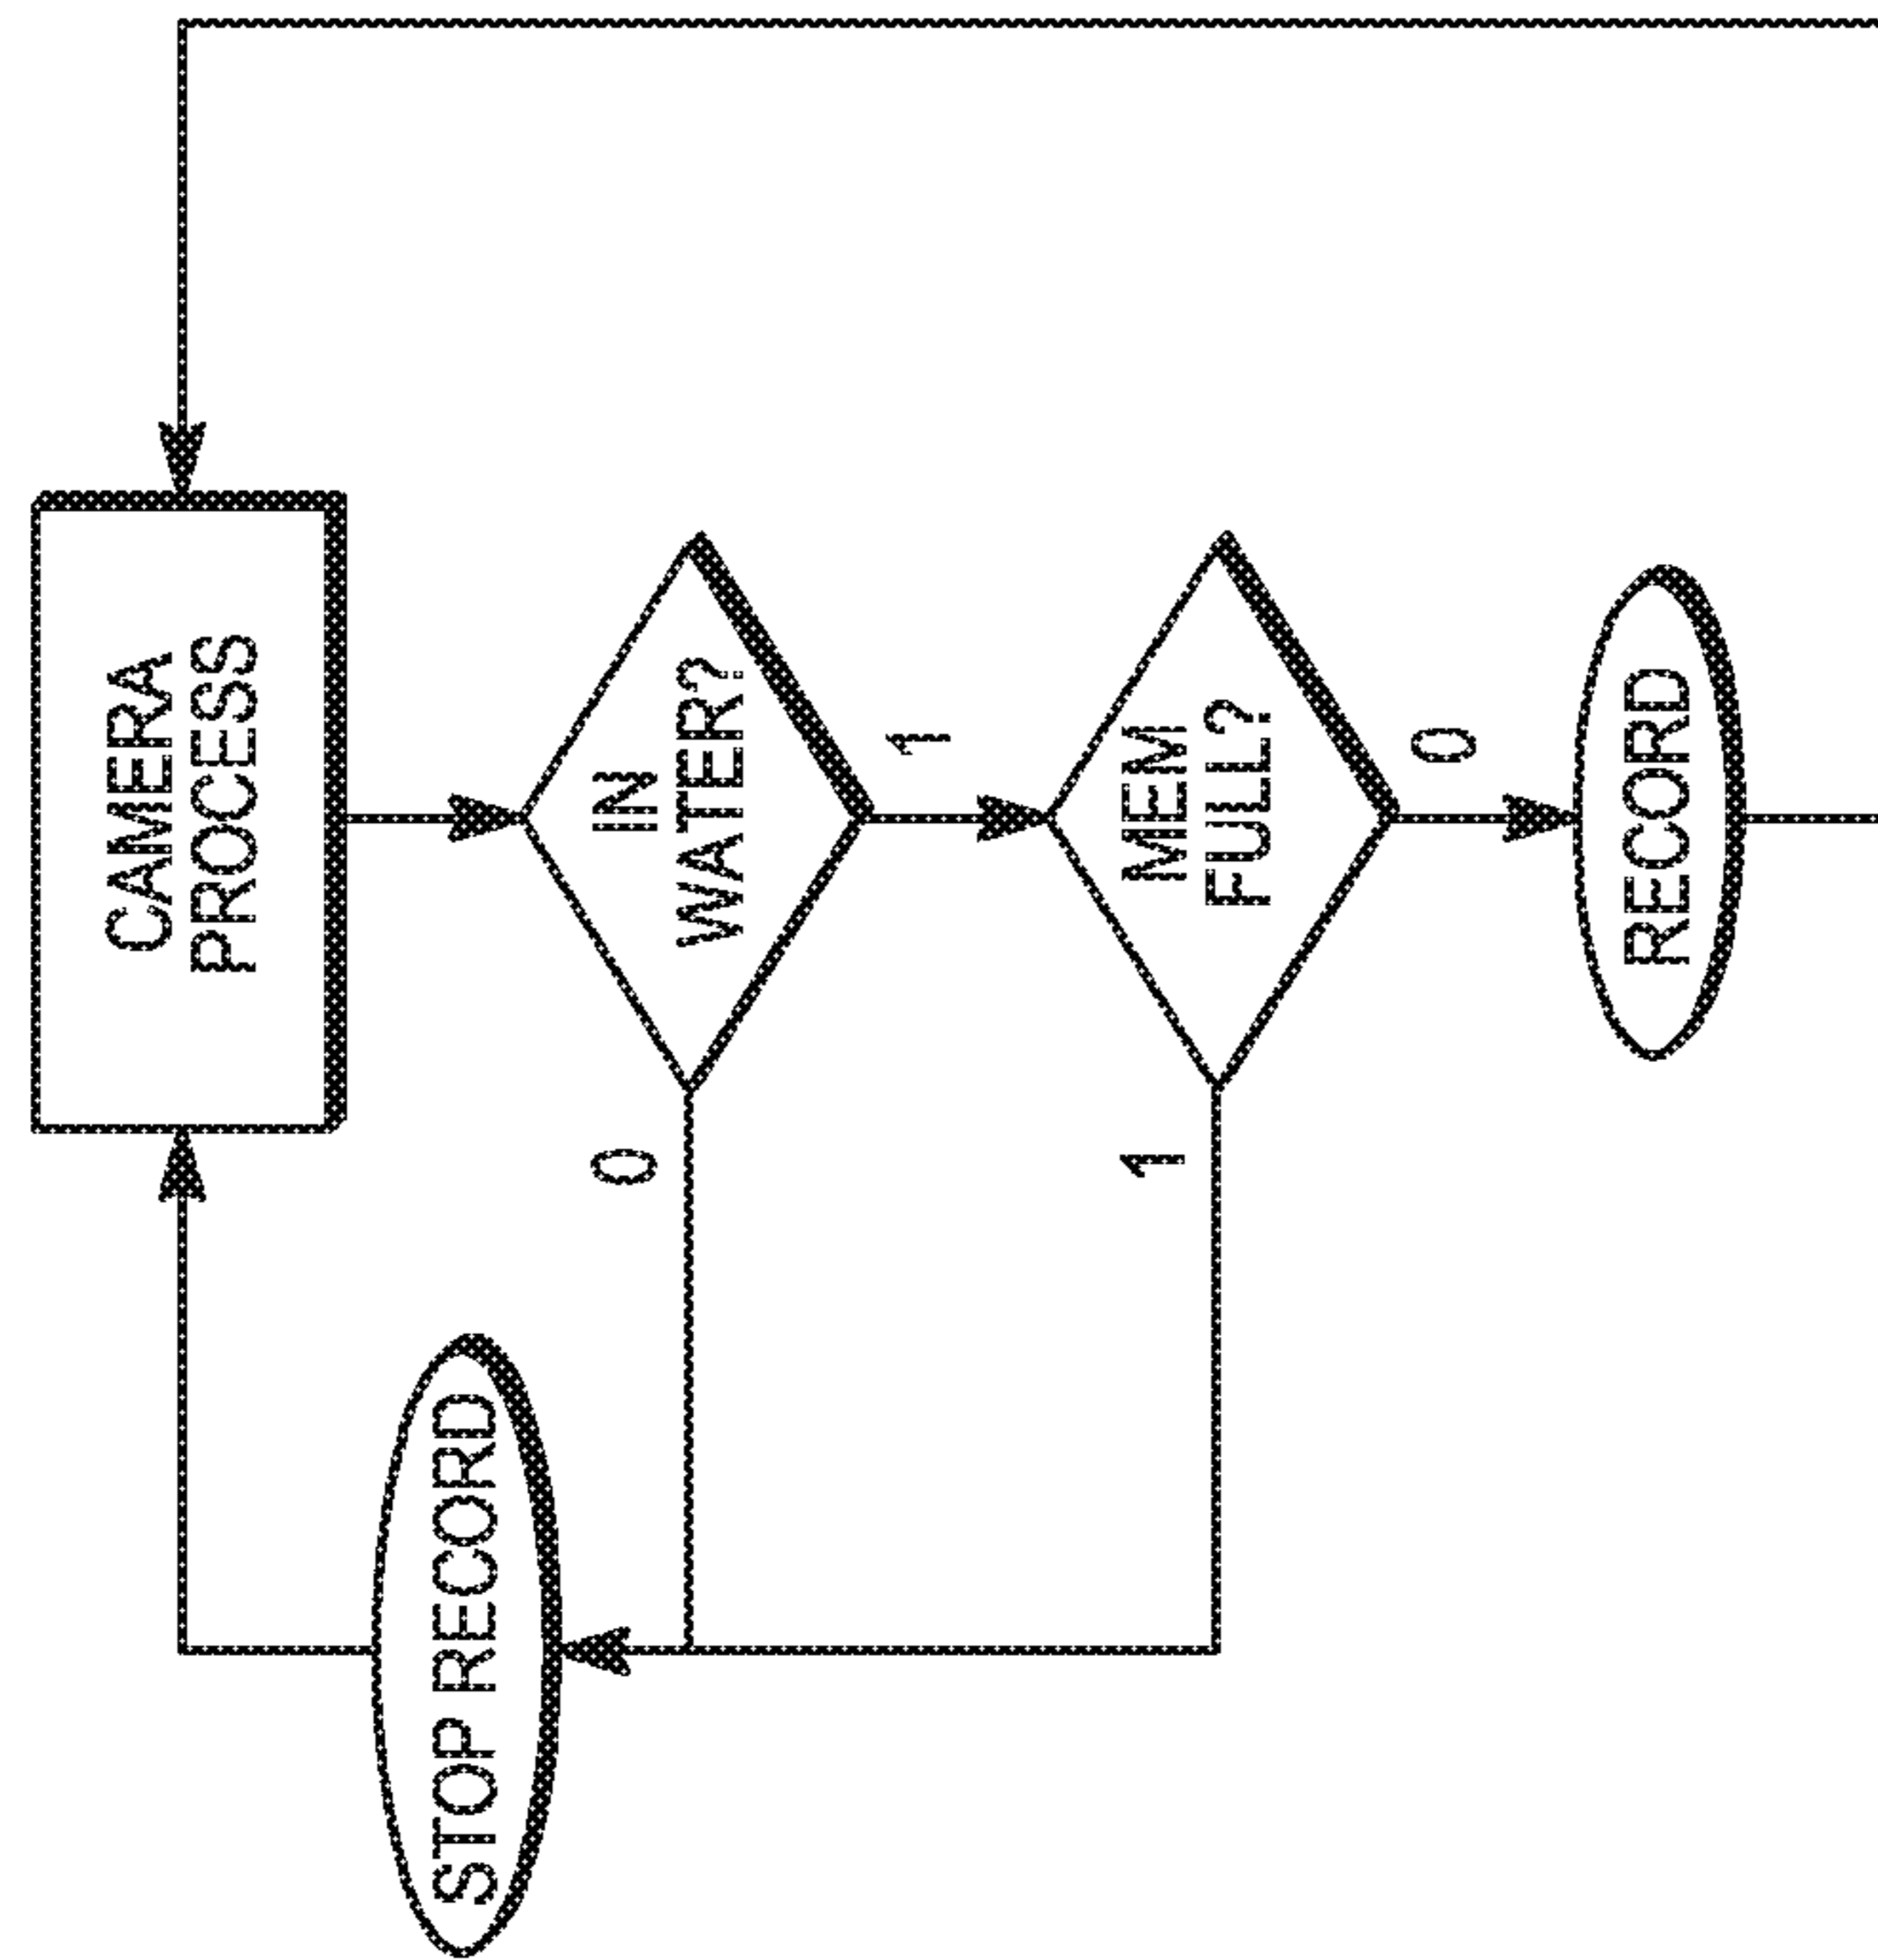 CAMERA
PROCESS
STOP RECORD
IN
WATER?
0
1
MEM
FULL?
1
0
RECORD